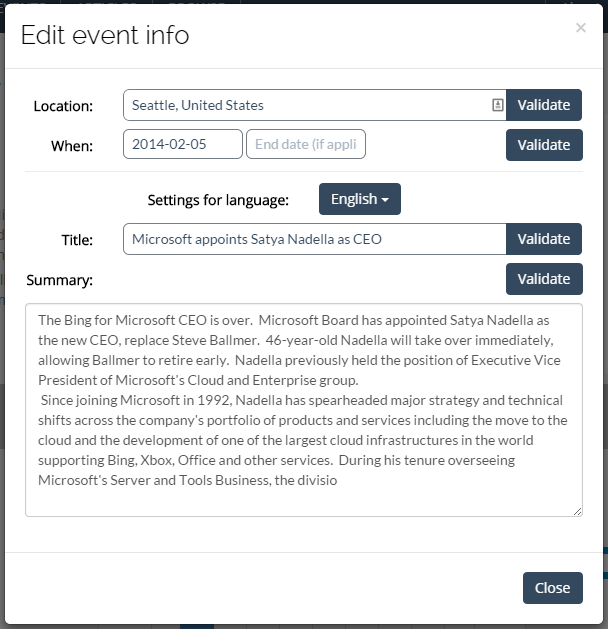 Edit event info
×
Location:
Seattle, United States
Validate
When:
2014-02-05
End date (if appli
Validate
Settings for language:
English
Title:
Microsoft appoints Satya Nadella as CEO
Validate
Summary:
Validate
The Bing for Microsoft CEO is over.  Microsoft Board has appointed Satya Nadella as
the new CEO, replace Steve Ballmer.  46-year-old Nadella will take over immediately,
allowing Ballmer to retire early.  Nadella previously held the position of Executive Vice
President of Microsoft's Cloud and Enterprise group.
Since joining Microsoft in 1992, Nadella has spearheaded major strategy and technical
shifts across the company's portfolio of products and services including the move to the
cloud and the development of one of the largest cloud infrastructures in the world
supporting Bing, Xbox, Office and other services.  During his tenure overseeing
Microsoft's Server and Tools Business, the divisio
Close